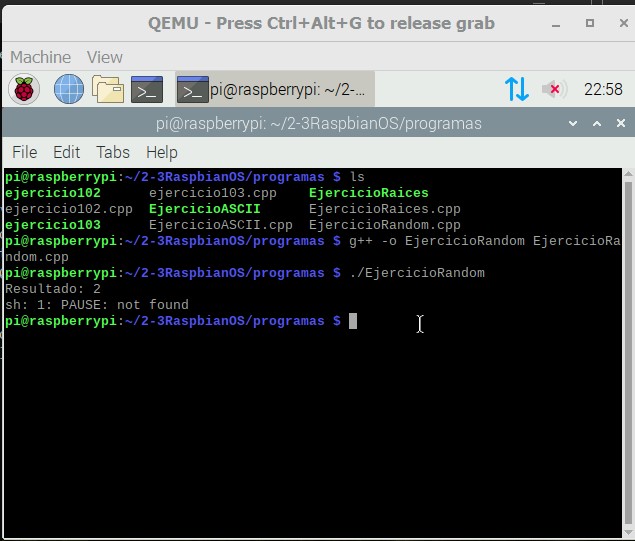 QEMU - Press Ctrl+Alt+G to release grab
Machine View
pi@raspberrypi: ~/2-... 22:58
pi@raspberrypi: ~/2-3RaspbianOS/programas
File Edit Tabs Help
pi@raspberrypi:~/2-3RaspbianOS/programas $ ls
ejercicio102 ejercicio103.cpp EjercicioRaices
ejercicio102.cpp EjercicioASCII EjercicioRaices.cpp
ejercicio103 EjercicioASCII.cpp EjercicioRandom.cpp
pi@raspberrypi:~/2-3RaspbianOS/programas $ g++ -o EjercicioRandom EjercicioRa
ndom.cpp
pi@raspberrypi:~/2-3RaspbianOS/programas $ ./EjercicioRandom
Resultado: 2
sh: 1: PAUSE: not found
pi@raspberrypi:~/2-3RaspbianOS/programas $